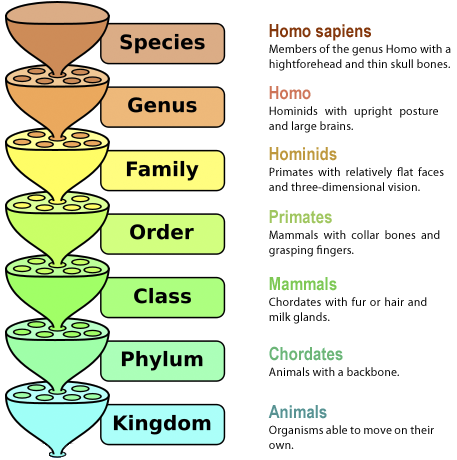 Species
Homo sapiens
Members of the genus Homo with a
hightforehead and thin skull bones.
Genus
Homo
Hominids with upright posture
and large brains.
Family
Hominids
Primates with relatively flat faces
and three-dimensional vision.
Order
Primates
Mammals with collar bones and
grasping fingers.
Class
Mammals
Chordates with fur or hair and
milk glands.
Phylum
Chordates
Animals with a backbone.
Kingdom
Animals
Organisms able to move on their
own.